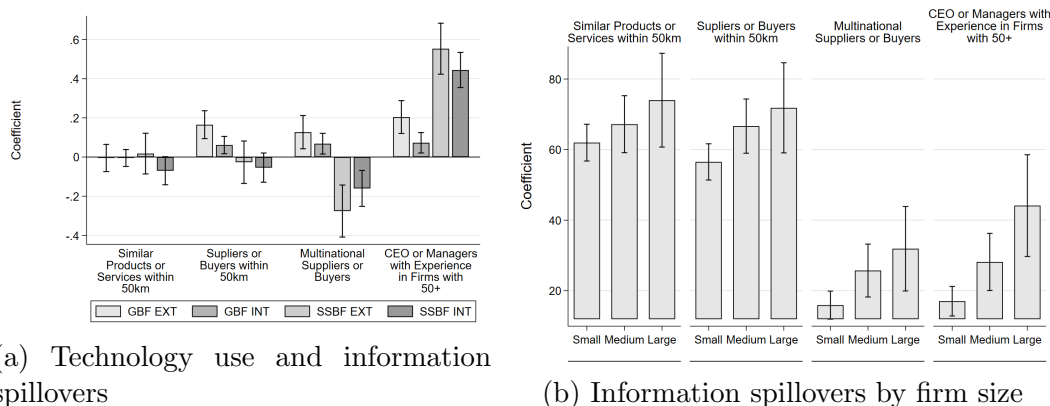 .6
.4
.2
0
-.2
-.4
Coefficient
Similar
Products or
Services within
50km
Supliers or
Buyers within
50km
Multinational
Suppliers or
Buyers
CEO or Managers
with Experience
in Firms with
50+
GBF EXT GBF INT SSBF EXT SSBF INT
(a) Technology use and information
spillovers
Similar Products or
Services within 50km
Supliers or Buyers
within 50km
Multinational
Suppliers or Buyers
CEO or Managers with
Experience in Firms
with 50+
80
60
40
20
Coefficient
Small Medium Large Small Medium Large Small Medium Large Small Medium Large
(b) Information spillovers by firm size